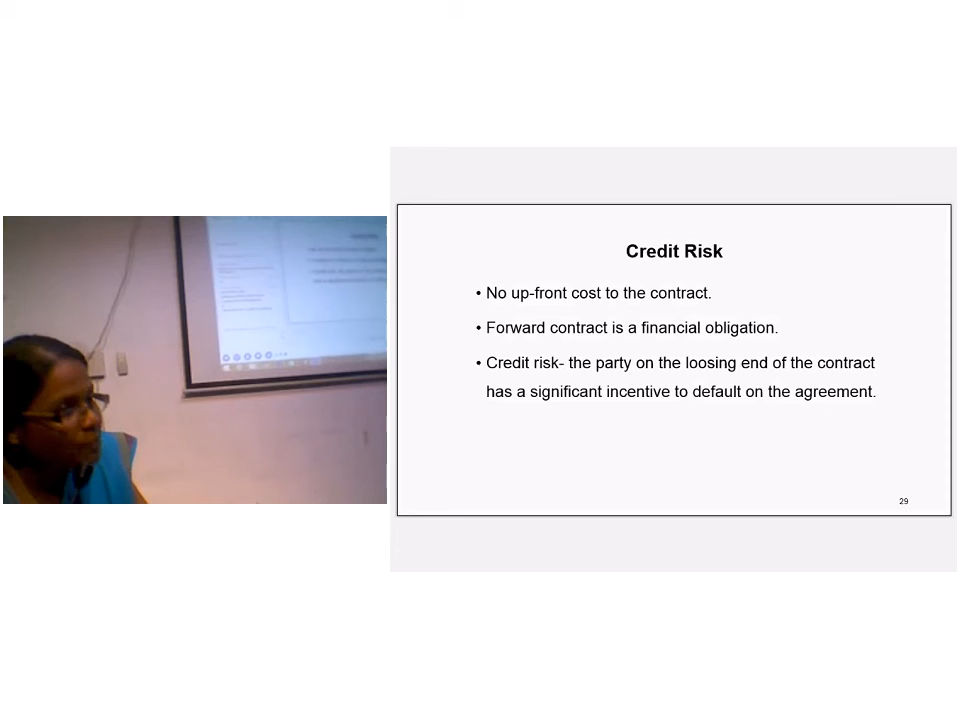 Credit Risk
• No up-front cost to the contract.
• Forward contract is a financial obligation.
• Credit risk- the party on the loosing end of the contract
has a significant incentive to default on the agreement.
29